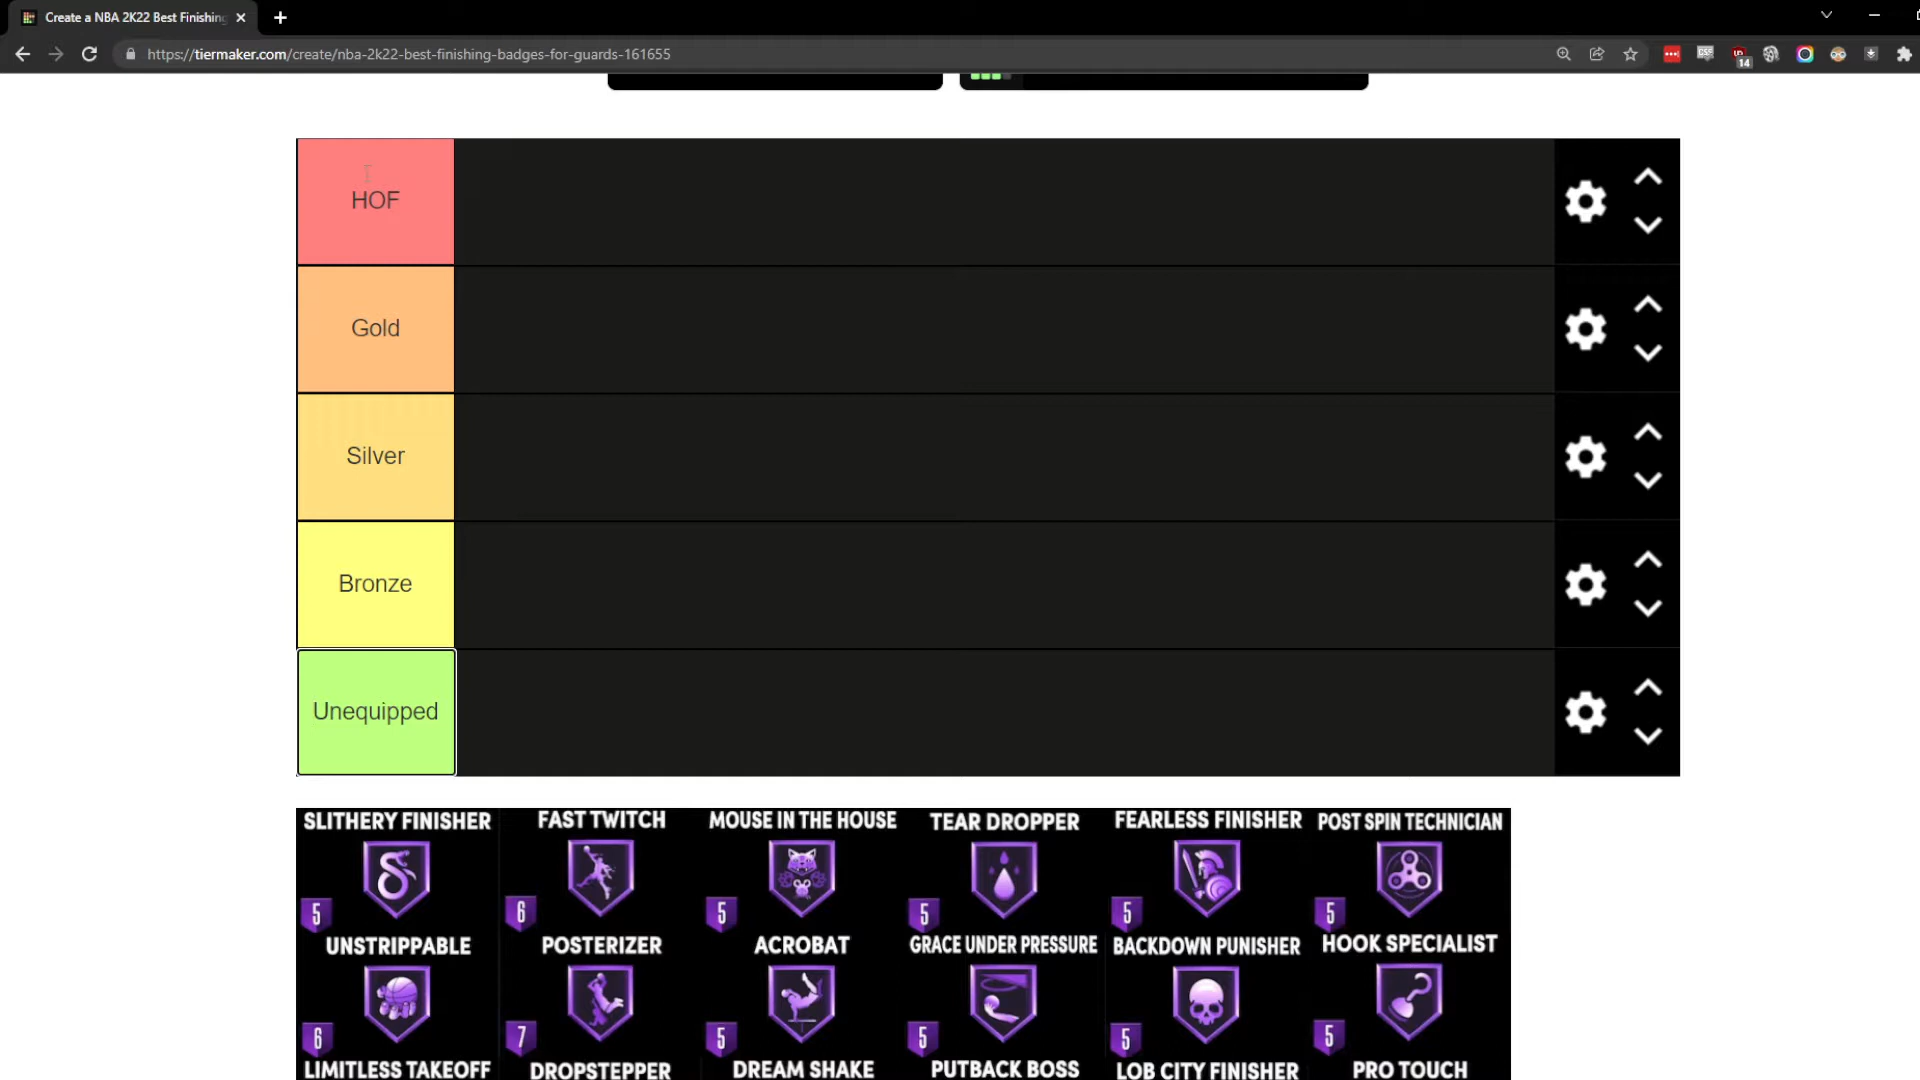 Create a NBA 2K22 Best Finishing
https://tiermaker.com/create/nba-2k22-best-finishing-badges-for-guards-161655
14
HOF
Gold
Silver
Bronze
Unequipped
SLITHERY FINISHER FAST TWITCH MOUSE IN THE HOUSE TEAR DROPPER FEARLESS FINISHER POST SPIN TECHNICIAN
5 6 5 5 5 5
UNSTRIPPABLE POSTERIZER ACROBAT GRACE UNDER PRESSURE BACKDOWN PUNISHER HOOK SPECIALIST
6 7 5 5 5 5
LIMITLESS TAKEOFF DROPSTEPPER DREAM SHAKE PUTBACK BOSS LOB CITY FINISHER PRO TOUCH